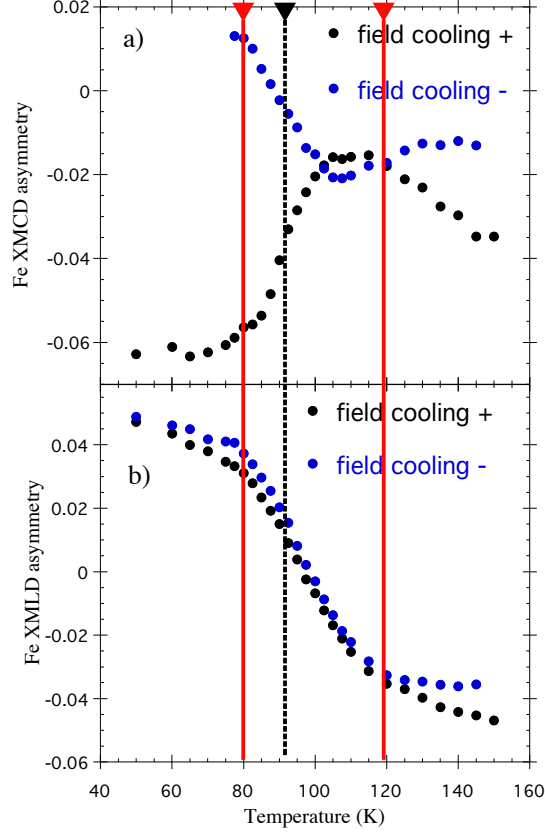 0.02
a)
field cooling +
0
field cooling -
-0.02
Fe XMCD asymmetry
-0.04
-0.06
field cooling +
0.04
b)
field cooling -
0.02
Fe XMLD asymmetry
0
-0.02
-0.04
-0.06
40 60 80 100 120 140 160
Temperature (K)